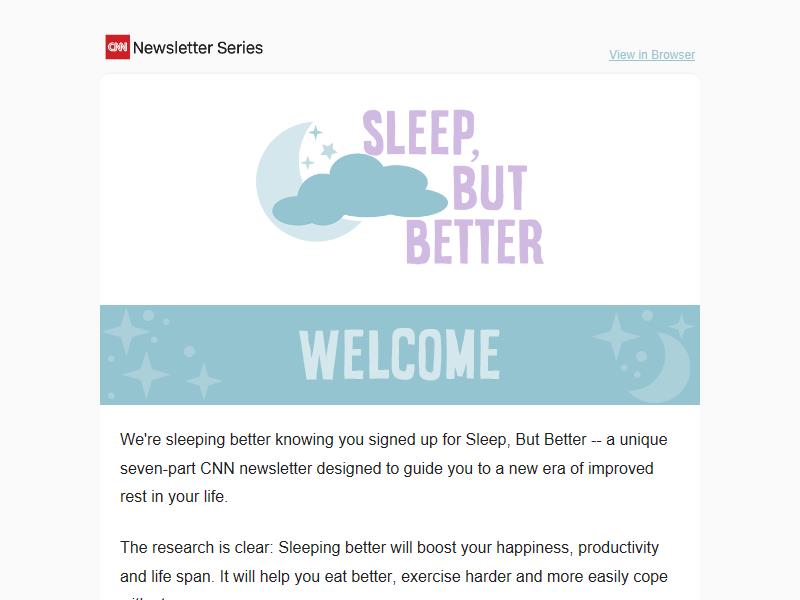 CNN Newsletter Series
View in Browser
SLEEP,
BUT
BETTER
WELCOME
We're sleeping better knowing you signed up for Sleep, But Better -- a unique
seven-part CNN newsletter designed to guide you to a new era of improved
rest in your life.
The research is clear: Sleeping better will boost your happiness, productivity
and life span. It will help you eat better, exercise harder and more easily cope